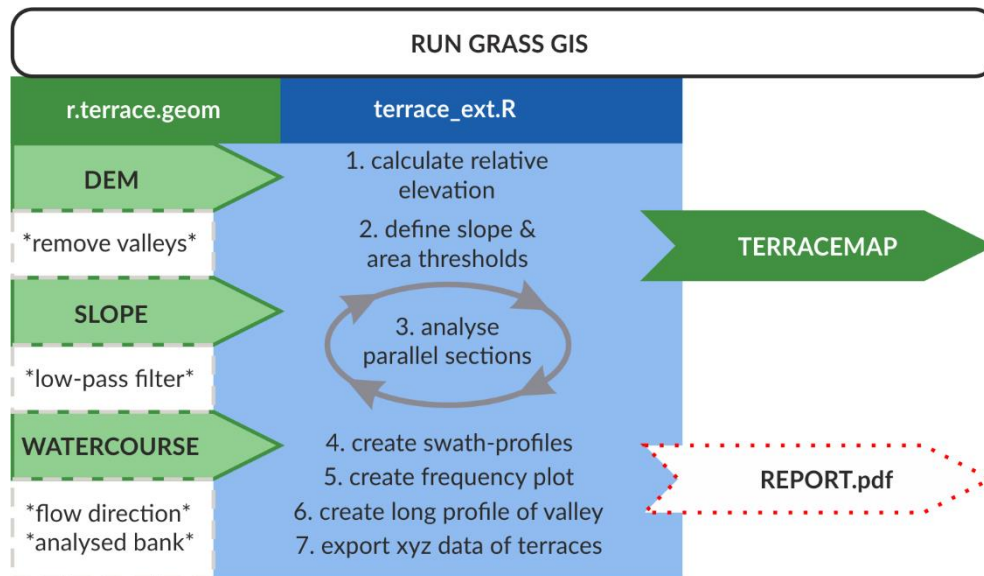 RUN GRASS GIS
r.terrace.geom
terrace_ext.R
DEM
*remove valleys*
SLOPE
*low-pass filter*
WATERCOURSE
*flow direction*
*analysed bank*
1. calculate relative
elevation
2. define slope &
area thresholds
3. analyse
parallel sections
4. create swath-profiles
5. create frequency plot
6. create long profile of valley
7. export xyz data of terraces
TERRACEMAP
REPORT.pdf